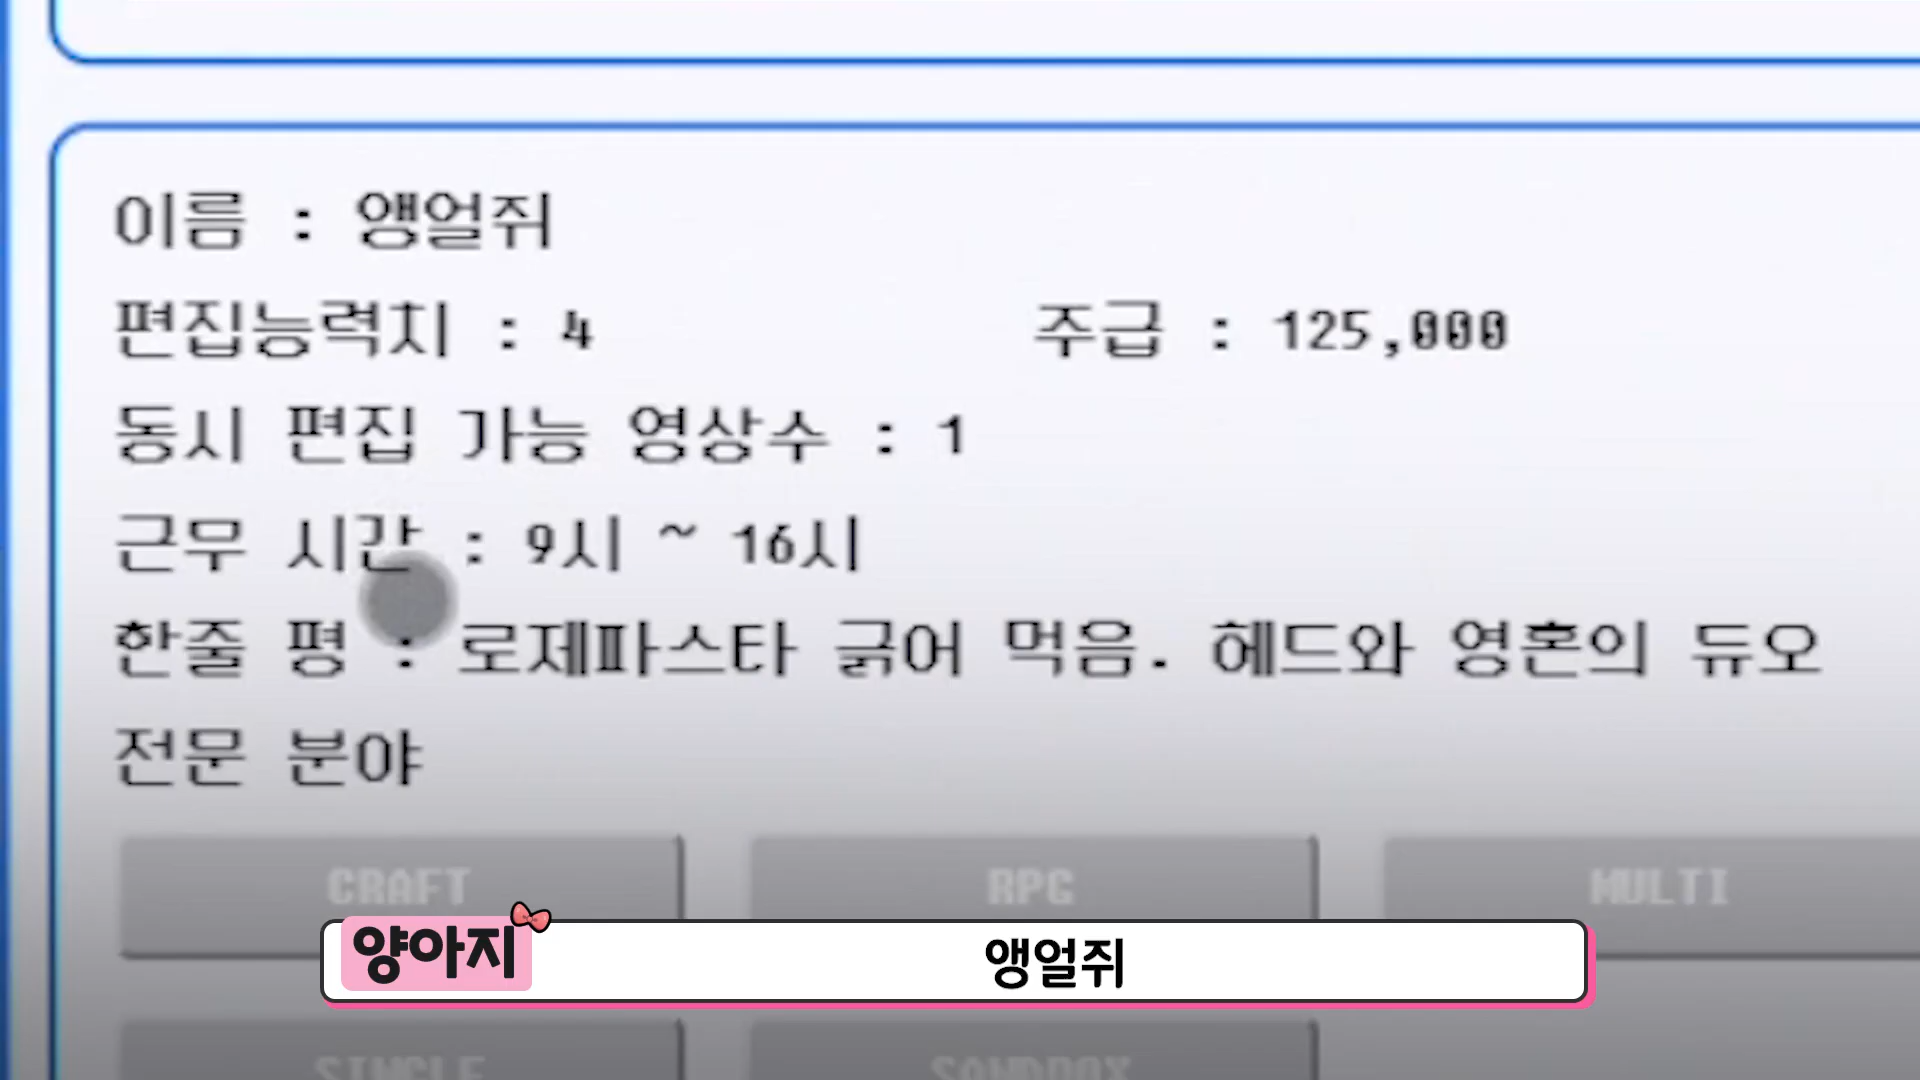 이름 : 앵얼쥐
편집능력치 : 4 주급 : 125,000
동시 편집 가능 영상수 : 1
근무 시간 : 9시 ~ 16시
한줄 평 : 로제파스타 긁어 먹음. 헤드와 영혼의 듀오
전문 분야
CRAFT RPG MULTI
양아지 앵얼쥐
SINGLE SANDBOX